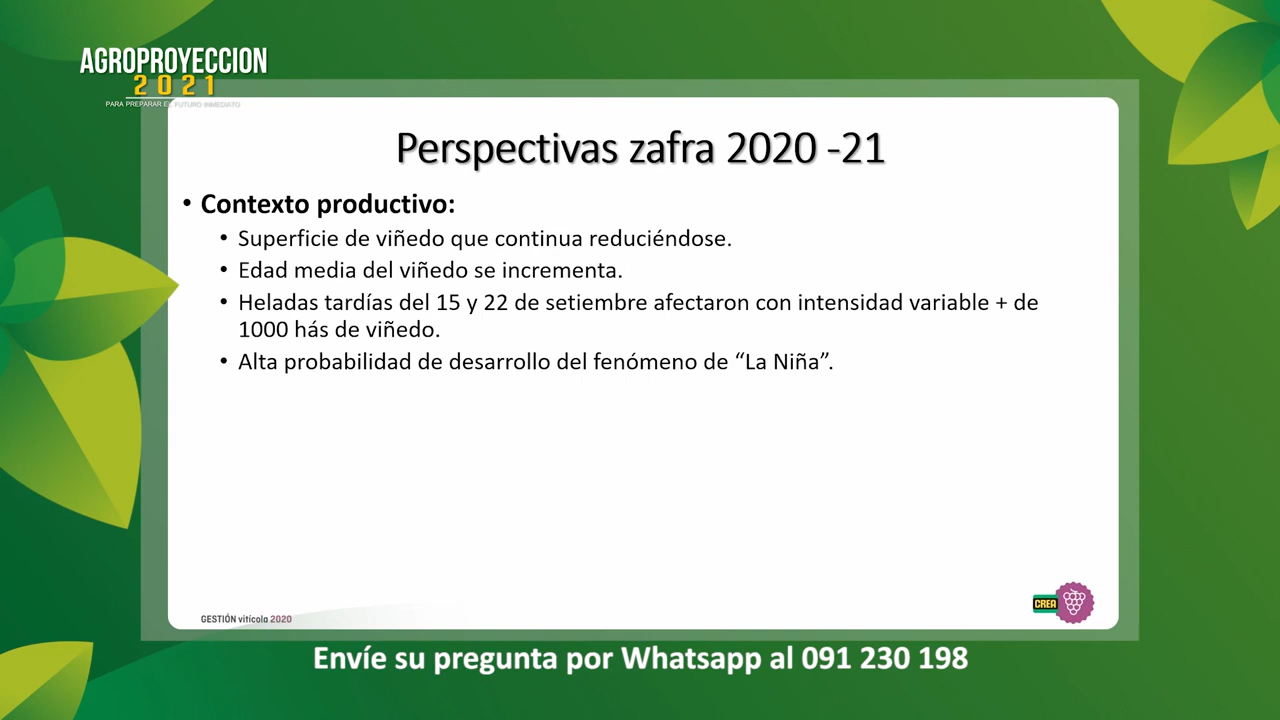 AGROPROYECCION
2021
PARA PREPARAR EL FUTURO INMEDIATO
Perspectivas zafra 2020 -21
• Contexto productivo:
• Superficie de viñedo que continua reduciéndose.
• Edad media del viñedo se incrementa.
• Heladas tardías del 15 y 22 de setiembre afectaron con intensidad variable + de
1000 hás de viñedo.
• Alta probabilidad de desarrollo del fenómeno de “La Niña”.
GESTIÓN vitícola 2020
CREA
Envíe su pregunta por Whatsapp al 091 230 198